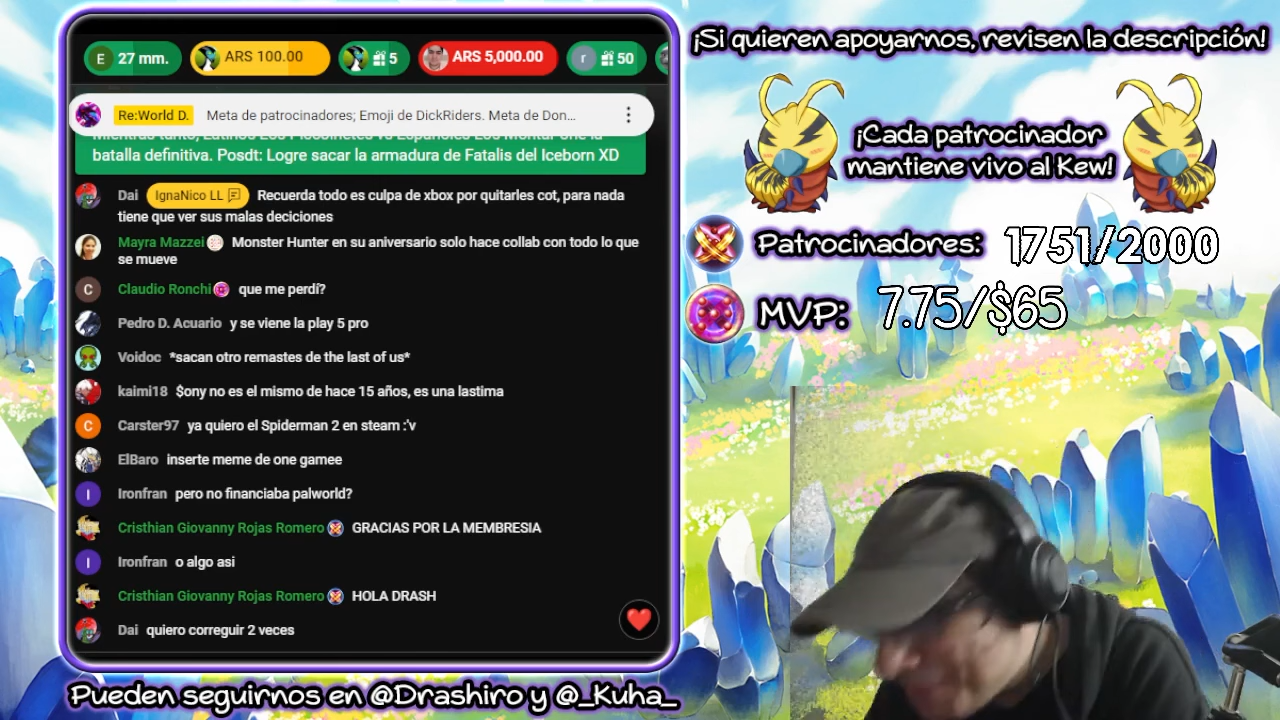 E 27 mm. ARS 100.00 5 ARS 5,000.00 r 50
Re:World D. Meta de patrocinadores; Emoji de DickRiders. Meta de Don...
batalla definitiva. Posdt: Logre sacar la armadura de Fatalis del Iceborn XD
Dai IgnaNico LL Recuerda todo es culpa de xbox por quitarles cot, para nada
tiene que ver sus malas deciciones
Mayra Mazzei Monster Hunter en su aniversario solo hace collab con todo lo que
se mueve
C Claudio Ronchi que me perdí?
Pedro D. Acuario y se viene la play 5 pro
Voidoc *sacan otro remastes de the last of us*
kaimi18 $ony no es el mismo de hace 15 años, es una lastima
C Carster97 ya quiero el Spiderman 2 en steam :'v
ElBaro inserte meme de one gamee
I Ironfran pero no financiaba palworld?
Cristhian Giovanny Rojas Romero GRACIAS POR LA MEMBRESIA
I Ironfran o algo asi
Cristhian Giovanny Rojas Romero HOLA DRASH
Dai quiero correguir 2 veces
Pueden seguirnos en @Drashiro y @_Kuha_
¡Si quieren apoyarnos, revisen la descripción!
¡Cada patrocinador
mantiene vivo al Kew!
Patrocinadores: 1751/2000
MVP: 7.75/$65